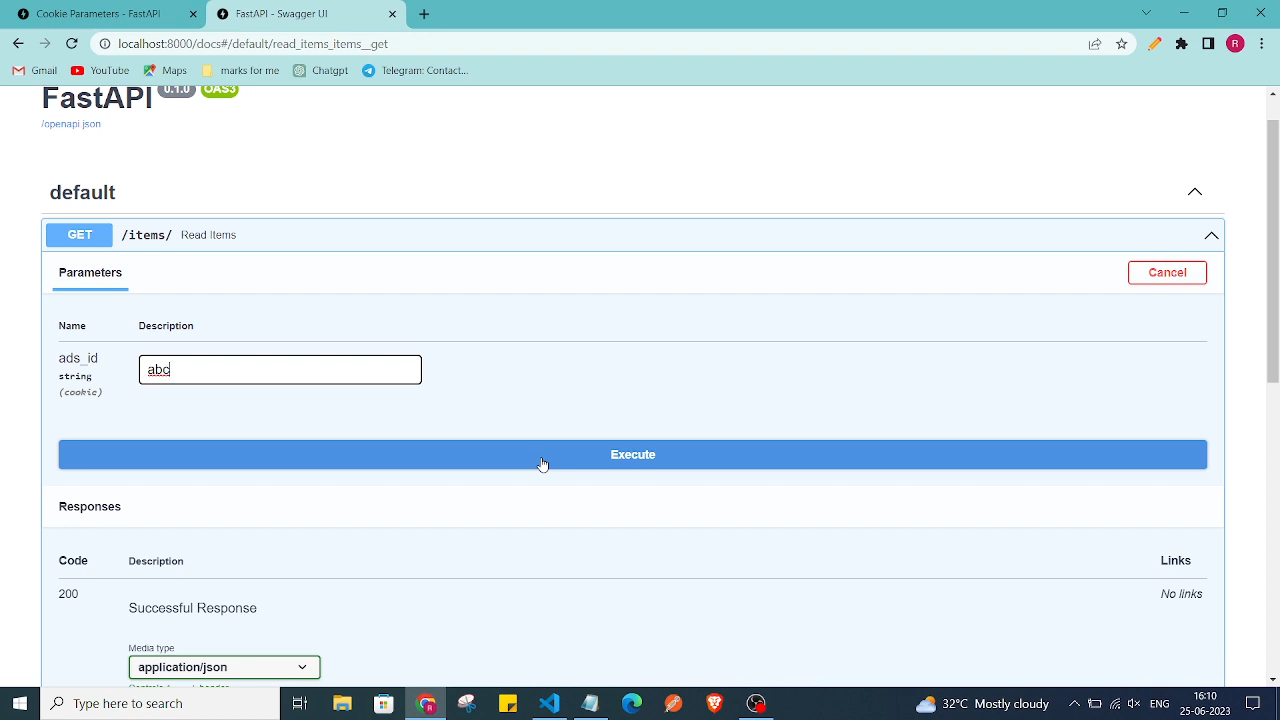 Cookie Parameters - FastAPI
FastAPI - Swagger UI
localhost:8000/docs#/default/read_items_items__get
R
Gmail
YouTube
Maps
marks for me
Chatgpt
Telegram: Contact...
FastAPI 0.1.0 OAS3
/openapi.json
default
GET /items/ Read Items
Parameters
Cancel
Name Description
ads_id
string
(cookie)
abc
Execute
Responses
Code Description Links
200
Successful Response
No links
Media type
application/json
Type here to search
22°C Mostly cloudy
ENG
16:10
25-06-2023